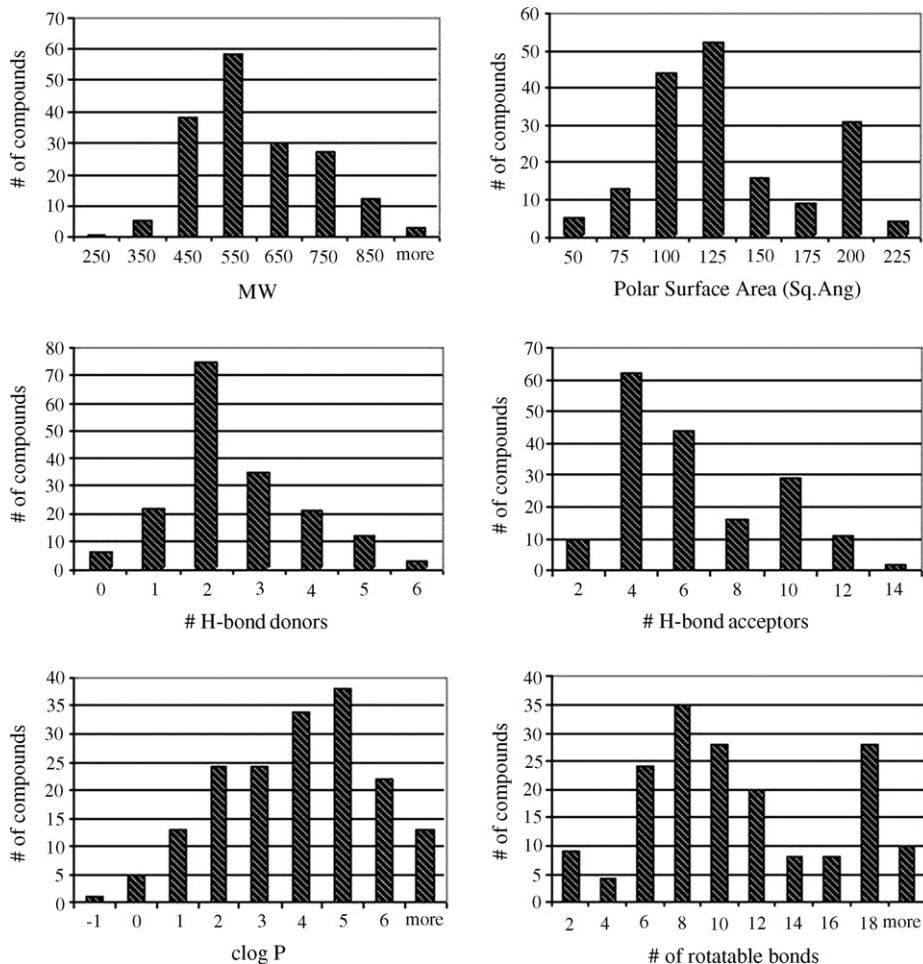 70
60
50
40
30
20
10
0
# of compounds
250 350 450 550 650 750 850 more
MW
60
50
40
30
20
10
0
# of compounds
50 75 100 125 150 175 200 225
Polar Surface Area (Sq.Ang)
80
70
60
50
40
30
20
10
0
# of compounds
0 1 2 3 4 5 6
# H-bond donors
70
60
50
40
30
20
10
0
# of compounds
2 4 6 8 10 12 14
# H-bond acceptors
40
35
30
25
20
15
10
5
0
# of compounds
-1 0 1 2 3 4 5 6 more
clog P
40
35
30
25
20
15
10
5
0
# of compounds
2 4 6 8 10 12 14 16 18 more
# of rotatable bonds